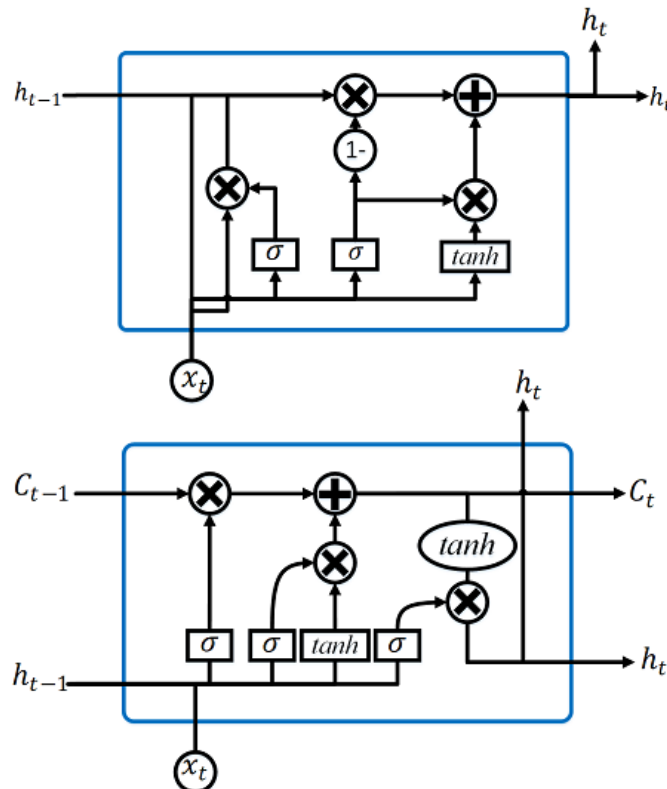 h_t
h_{t-1}
h_t
1-
σ σ tanh
x_t
h_t
C_{t-1} C_t
tanh
σ σ tanh σ
h_{t-1} h_t
x_t